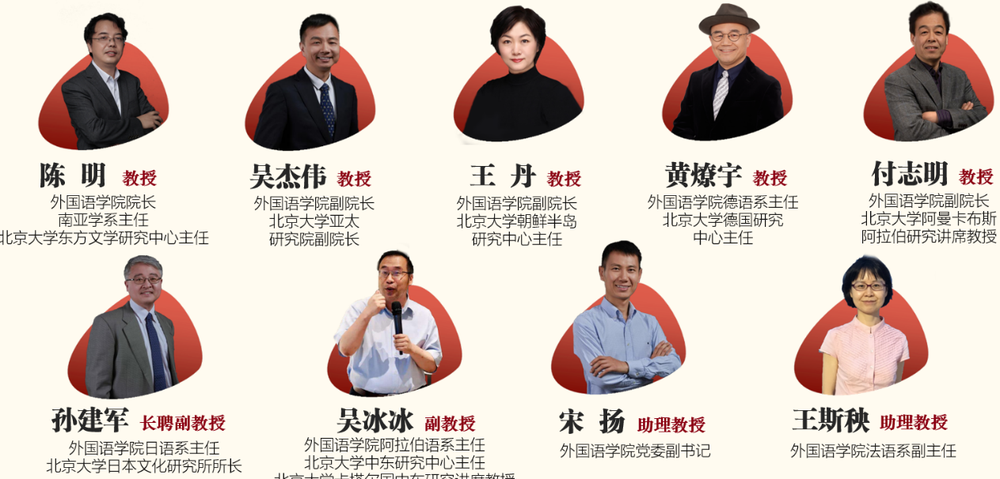 陈 明 教授
外国语学院院长
南亚学系主任
北京大学东方文学研究中心主任
吴杰伟 教授
外国语学院副院长
北京大学亚太
研究院副院长
王 丹 教授
外国语学院副院长
北京大学朝鲜半岛
研究中心主任
黄燎宇 教授
外国语学院德语系主任
北京大学德国研究
中心主任
付志明 教授
外国语学院副院长
北京大学阿曼卡布斯
阿拉伯研究讲席教授
孙建军 长聘副教授
外国语学院日语系主任
北京大学日本文化研究所所长
吴冰冰 副教授
外国语学院阿拉伯语系主任
北京大学中东研究中心主任
北京大学卡塔尔国中东研究讲席教授
宋 扬 助理教授
外国语学院党委副书记
王斯秧 助理教授
外国语学院法语系副主任